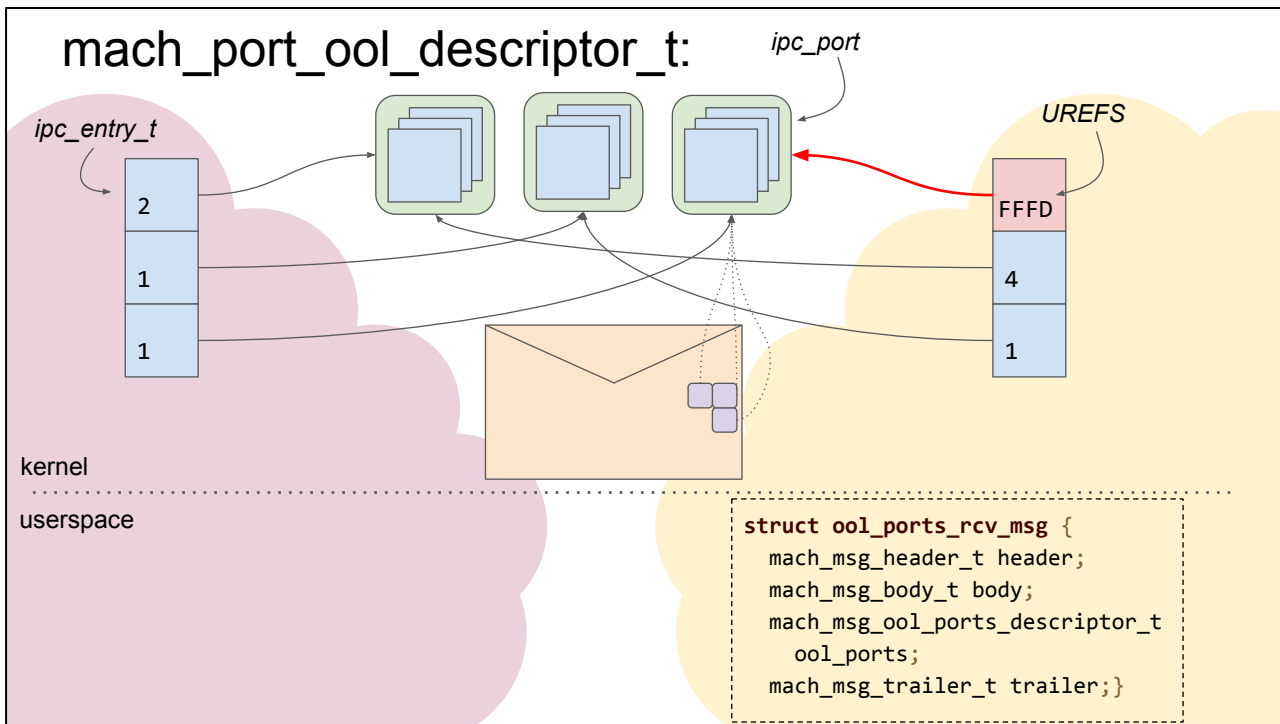 mach_port_ool_descriptor_t:
ipc_port
ipc_entry_t
UREFS
2
1
1
FFFD
4
1
kernel
userspace
struct ool_ports_rcv_msg {
mach_msg_header_t header;
mach_msg_body_t body;
mach_msg_ool_ports_descriptor_t
ool_ports;
mach_msg_trailer_t trailer;}